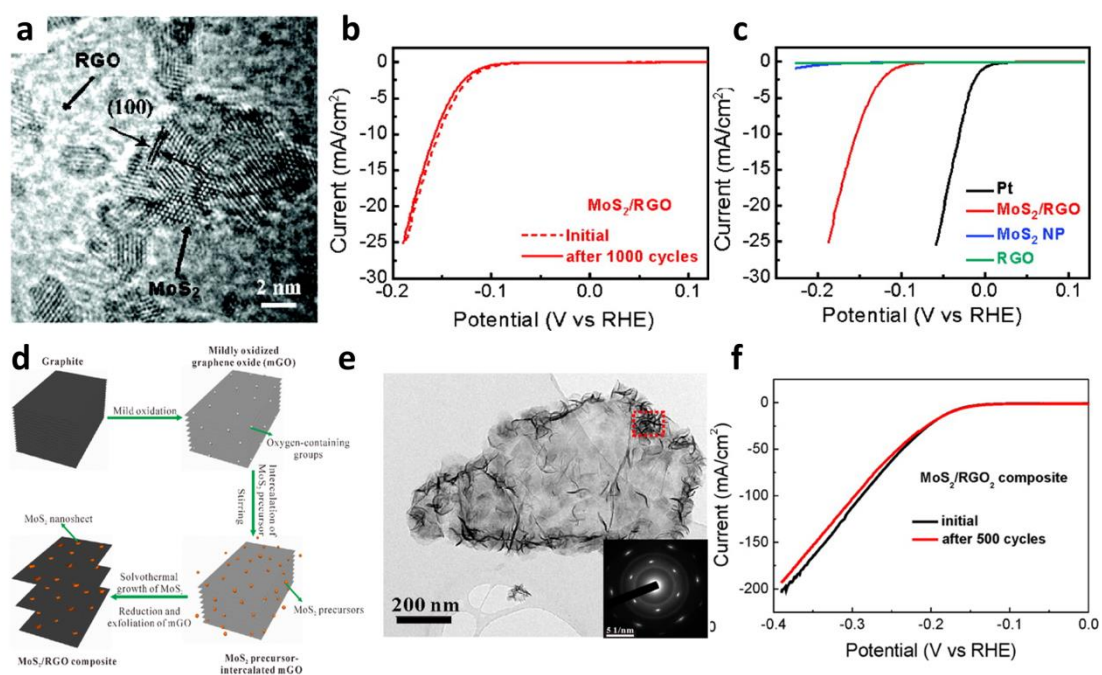 a
RGO
(100)
MoS₂
2 nm
b
0
-5
-10
-15
-20
-25
-30
Current (mA/cm²)
MoS₂/RGO
Initial
after 1000 cycles
-0.2
-0.1
0.0
0.1
Potential (V vs RHE)
c
0
-5
-10
-15
-20
-25
-30
Current (mA/cm²)
Pt
MoS₂/RGO
MoS₂ NP
RGO
-0.2
-0.1
0.0
0.1
Potential (V vs RHE)
d
Graphite
Mild oxidation
Mildly oxidized
graphene oxide (mGO)
Oxygen-containing
groups
Intercalation of
MoS₂ precursor
Stirring
MoS₂ precursors
MoS₂ precursor-
intercalated mGO
Solvothermal
growth of MoS₂
Reduction and
exfoliation of mGO
MoS₂ nanosheet
MoS₂/RGO composite
e
200 nm
5 1/nm
0
f
0
-50
-100
-150
-200
Current (mA/cm²)
MoS₂/RGO₂ composite
initial
after 500 cycles
-0.4
-0.3
-0.2
-0.1
0.0
Potential (V vs RHE)